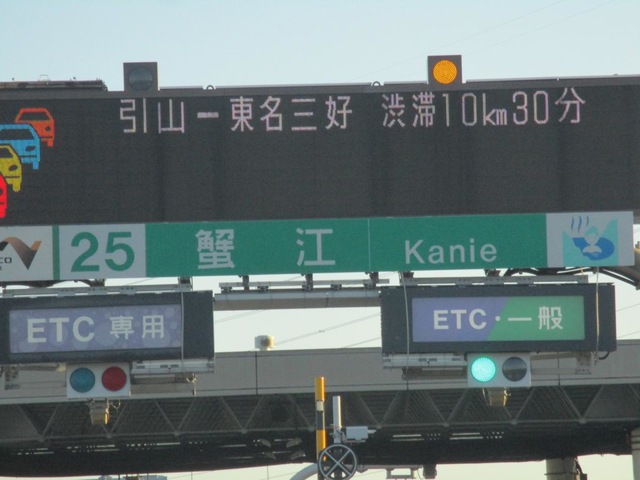 引山ー東名三好 渋滞10km30分
CO
25 蟹江 Kanie
ETC 専用
ETC・一般